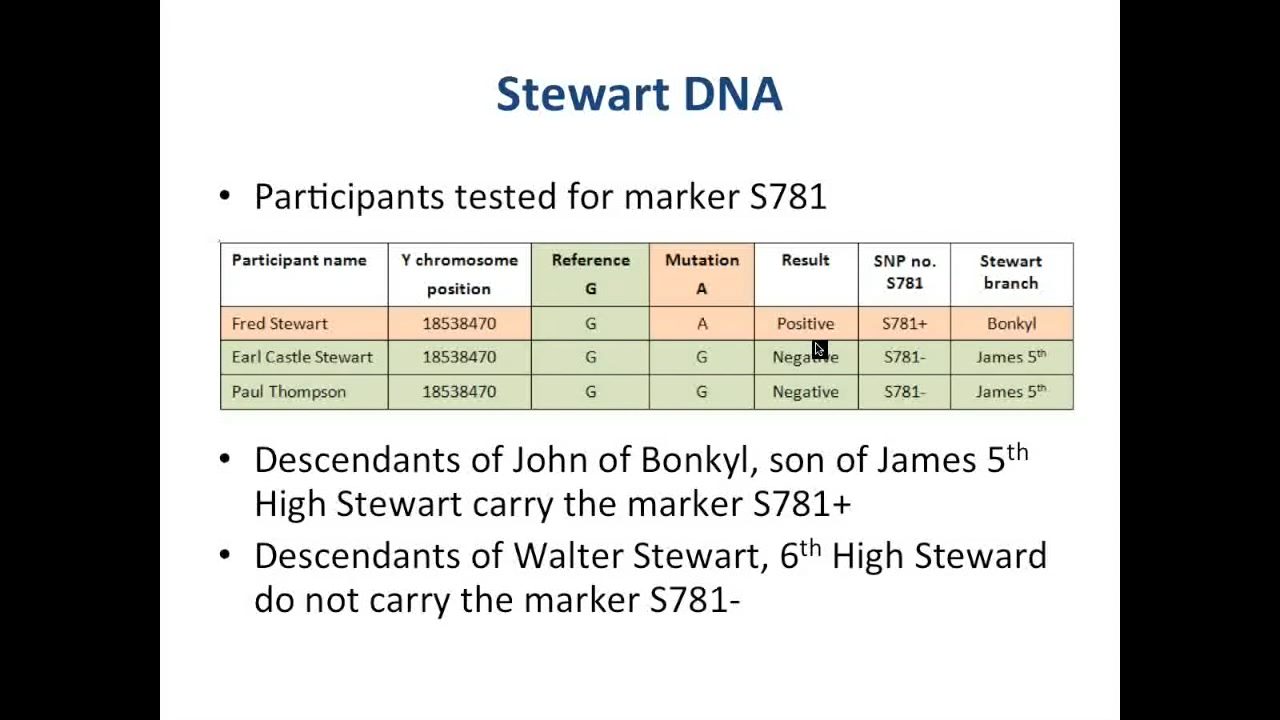 Stewart DNA
• Participants tested for marker S781
Participant name Y chromosome position Reference G Mutation A Result SNP no. S781 Stewart branch
Fred Stewart 18538470 G A Positive S781+ Bonkyl
Earl Castle Stewart 18538470 G G Negative S781- James 5th
Paul Thompson 18538470 G G Negative S781- James 5th
• Descendants of John of Bonkyl, son of James 5th
High Stewart carry the marker S781+
• Descendants of Walter Stewart, 6th High Steward
do not carry the marker S781-